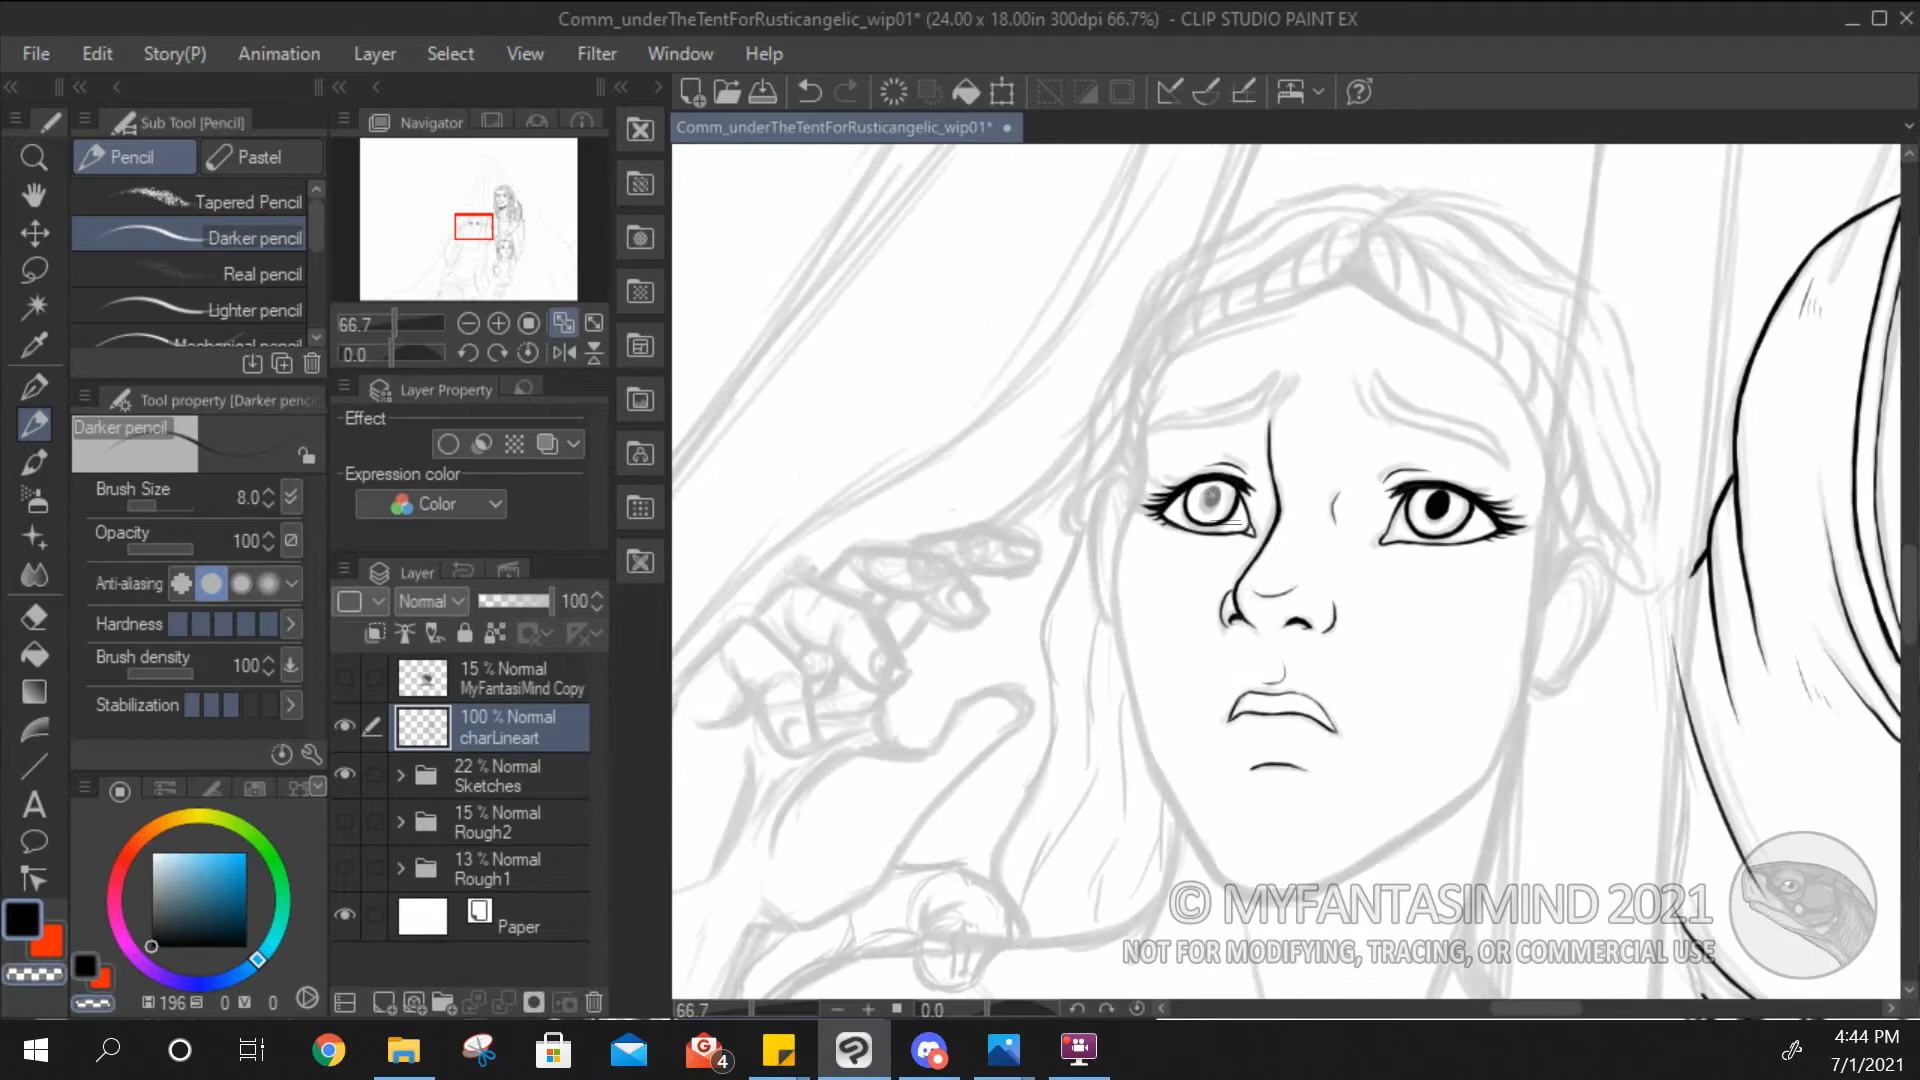 Comm_underTheTentForRusticangelic_wip01* (24.00 x 18.00in 300dpi 66.7%) - CLIP STUDIO PAINT EX
File Edit Story(P) Animation Layer Select View Filter Window Help
Sub Tool [Pencil]
Navigator
Comm_underTheTentForRusticangelic_wip01*
Pencil
Pastel
Tapered Pencil
Darker pencil
Real pencil
Lighter pencil
Mechanical pencil
66.7
0.0
Tool property [Darker penci
Darker pencil
Brush Size 8.0
Opacity 100
Anti-aliasing
Hardness
Brush density 100
Stabilization
Layer Property
Effect
Expression color
Color
Layer
Normal 100
15 % Normal
MyFantasiMind Copy
100 % Normal
charLineart
22 % Normal
Sketches
15 % Normal
Rough2
13 % Normal
Rough1
Paper
H 196 S 0 V 0
© MYFANTASIMIND 2021
NOT FOR MODIFYING, TRACING, OR COMMERCIAL USE
66.7 0.0
4
4:44 PM
7/1/2021